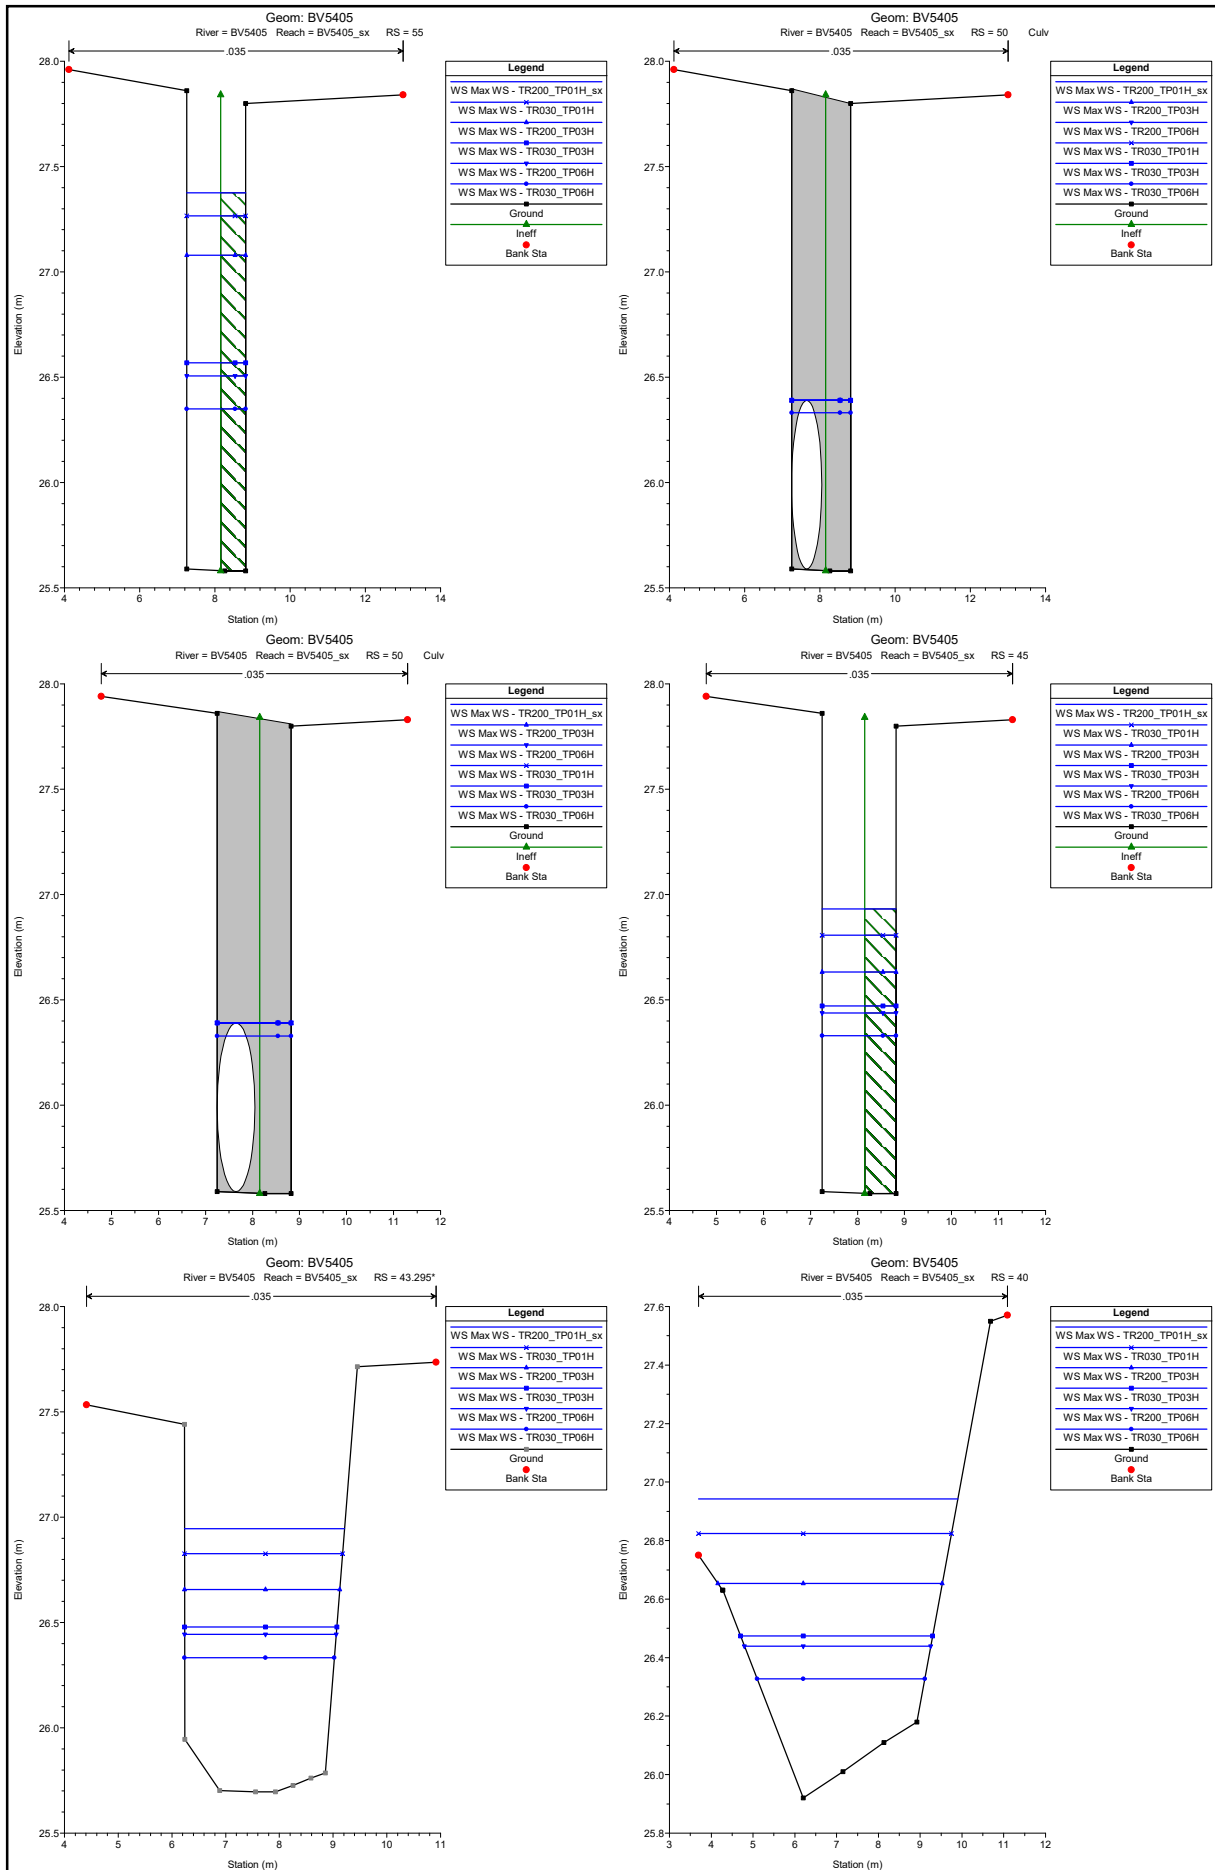 Geom: BV5405
River = BV5405 Reach = BV5405_sx RS = 55
.035
28.0
27.5
27.0
26.5
26.0
25.5
Elevation (m)
4 6 8 10 12 14
Station (m)
Legend
WS Max WS - TR200_TP01H_sx
WS Max WS - TR030_TP01H
WS Max WS - TR200_TP03H
WS Max WS - TR030_TP03H
WS Max WS - TR200_TP06H
WS Max WS - TR030_TP06H
Ground
Ineff
Bank Sta
Geom: BV5405
River = BV5405 Reach = BV5405_sx RS = 50 Culv
.035
28.0
27.5
27.0
26.5
26.0
25.5
Elevation (m)
4 6 8 10 12 14
Station (m)
Legend
WS Max WS - TR200_TP01H_sx
WS Max WS - TR200_TP03H
WS Max WS - TR200_TP06H
WS Max WS - TR030_TP01H
WS Max WS - TR030_TP03H
WS Max WS - TR030_TP06H
Ground
Ineff
Bank Sta
Geom: BV5405
River = BV5405 Reach = BV5405_sx RS = 50 Culv
.035
28.0
27.5
27.0
26.5
26.0
25.5
Elevation (m)
4 5 6 7 8 9 10 11 12
Station (m)
Legend
WS Max WS - TR200_TP01H_sx
WS Max WS - TR200_TP03H
WS Max WS - TR200_TP06H
WS Max WS - TR030_TP01H
WS Max WS - TR030_TP03H
WS Max WS - TR030_TP06H
Ground
Ineff
Bank Sta
Geom: BV5405
River = BV5405 Reach = BV5405_sx RS = 45
.035
28.0
27.5
27.0
26.5
26.0
25.5
Elevation (m)
4 5 6 7 8 9 10 11 12
Station (m)
Legend
WS Max WS - TR200_TP01H_sx
WS Max WS - TR030_TP01H
WS Max WS - TR200_TP03H
WS Max WS - TR030_TP03H
WS Max WS - TR200_TP06H
WS Max WS - TR030_TP06H
Ground
Ineff
Bank Sta
Geom: BV5405
River = BV5405 Reach = BV5405_sx RS = 43.295*
.035
28.0
27.5
27.0
26.5
26.0
25.5
Elevation (m)
4 5 6 7 8 9 10 11
Station (m)
Legend
WS Max WS - TR200_TP01H_sx
WS Max WS - TR030_TP01H
WS Max WS - TR200_TP03H
WS Max WS - TR030_TP03H
WS Max WS - TR200_TP06H
WS Max WS - TR030_TP06H
Ground
Bank Sta
Geom: BV5405
River = BV5405 Reach = BV5405_sx RS = 40
.035
27.6
27.4
27.2
27.0
26.8
26.6
26.4
26.2
26.0
25.8
Elevation (m)
3 4 5 6 7 8 9 10 11 12
Station (m)
Legend
WS Max WS - TR200_TP01H_sx
WS Max WS - TR030_TP01H
WS Max WS - TR200_TP03H
WS Max WS - TR030_TP03H
WS Max WS - TR200_TP06H
WS Max WS - TR030_TP06H
Ground
Bank Sta